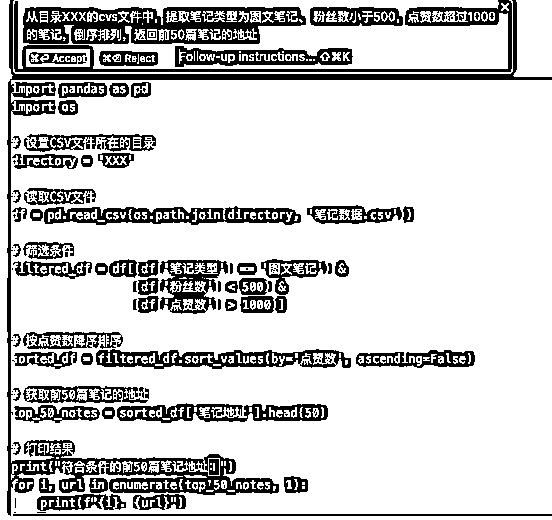 从目录XXX的cvs文件中，提取笔记类型为图文笔记、粉丝数小于500，点赞数超过1000
的笔记，倒序排列，返回前50篇笔记的地址
⌘⏎ Accept ⌘⌫ Reject Follow-up instructions... ⇧⌘K
import pandas as pd
import os
# 设置CSV文件所在的目录
directory = 'XXX'
# 读取CSV文件
df = pd.read_csv(os.path.join(directory, '笔记数据.csv'))
# 筛选条件
filtered_df = df[(df['笔记类型'] == '图文笔记') &
(df['粉丝数'] < 500) &
(df['点赞数'] > 1000)]
# 按点赞数降序排序
sorted_df = filtered_df.sort_values(by='点赞数', ascending=False)
# 获取前50篇笔记的地址
top_50_notes = sorted_df['笔记地址'].head(50)
# 打印结果
print("符合条件的前50篇笔记地址：")
for i, url in enumerate(top_50_notes, 1):
print(f"{i}. {url}")